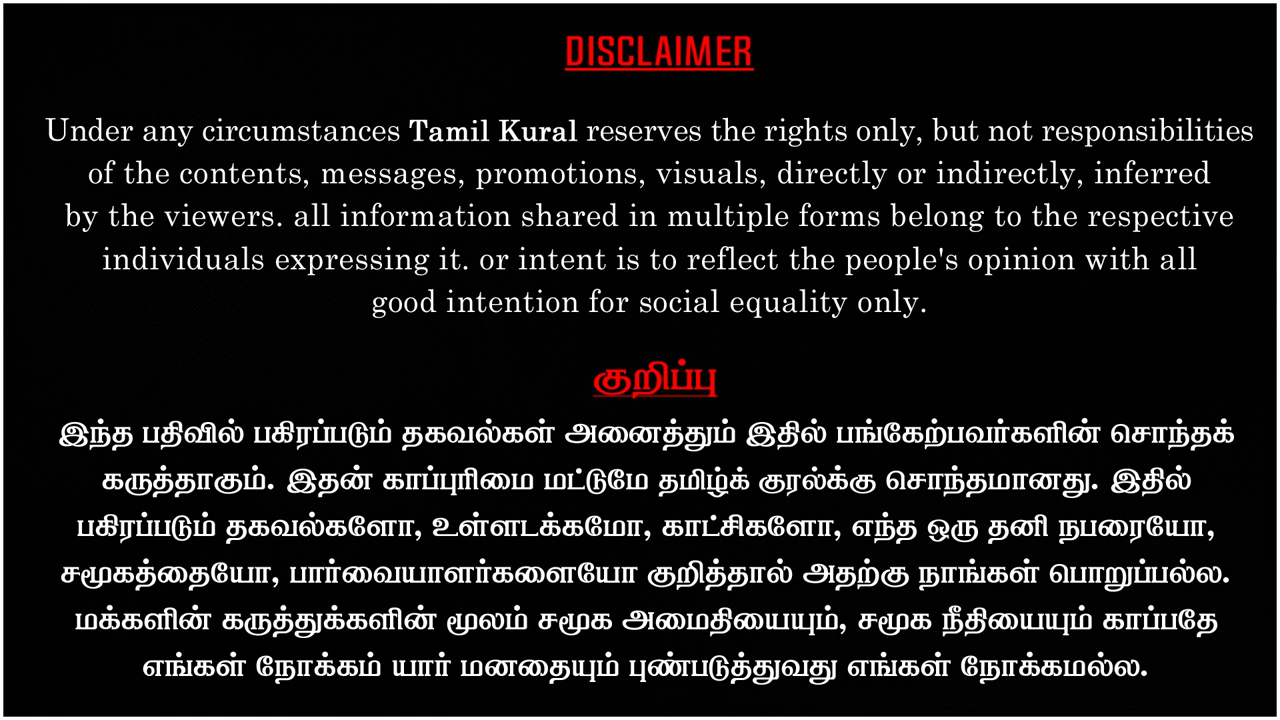 DISCLAIMER
Under any circumstances Tamil Kural reserves the rights only, but not responsibilities
of the contents, messages, promotions, visuals, directly or indirectly, inferred
by the viewers. all information shared in multiple forms belong to the respective
individuals expressing it. or intent is to reflect the people's opinion with all
good intention for social equality only.
குறிப்பு
இந்த பதிவில் பகிரப்படும் தகவல்கள் அனைத்தும் இதில் பங்கேற்பவர்களின் சொந்தக்
கருத்தாகும். இதன் காப்புரிமை மட்டுமே தமிழ்க் குரல்க்கு சொந்தமானது. இதில்
பகிரப்படும் தகவல்களோ, உள்ளடக்கமோ, காட்சிகளோ, எந்த ஒரு தனி நபரையோ,
சமூகத்தையோ, பார்வையாளர்களையோ குறித்தால் அதற்கு நாங்கள் பொறுப்பல்ல.
மக்களின் கருத்துக்களின் மூலம் சமூக அமைதியையும், சமூக நீதியையும் காப்பதே
எங்கள் நோக்கம் யார் மனதையும் புண்படுத்துவது எங்கள் நோக்கமல்ல.